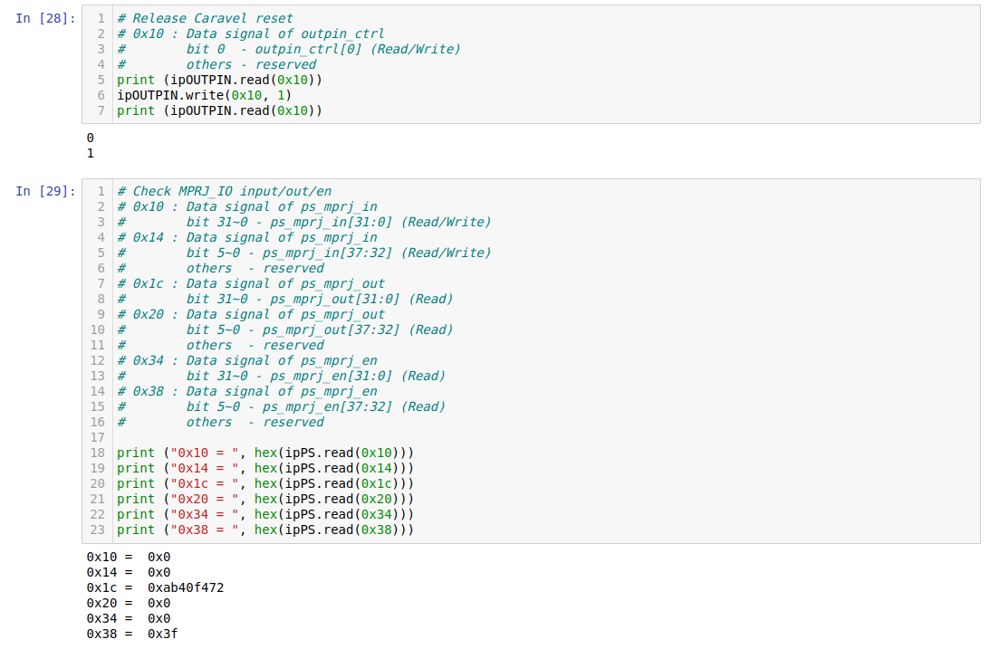 In [28]:
1 # Release Caravel reset
2 # 0x10 : Data signal of outpin_ctrl
3 #        bit 0  - outpin_ctrl[0] (Read/Write)
4 #        others - reserved
5 print (ipOUTPIN.read(0x10))
6 ipOUTPIN.write(0x10, 1)
7 print (ipOUTPIN.read(0x10))
0
1
In [29]:
1 # Check MPRJ_IO input/out/en
2 # 0x10 : Data signal of ps_mprj_in
3 #        bit 31~0 - ps_mprj_in[31:0] (Read/Write)
4 # 0x14 : Data signal of ps_mprj_in
5 #        bit 5~0 - ps_mprj_in[37:32] (Read/Write)
6 #        others  - reserved
7 # 0x1c : Data signal of ps_mprj_out
8 #        bit 31~0 - ps_mprj_out[31:0] (Read)
9 # 0x20 : Data signal of ps_mprj_out
10 #        bit 5~0 - ps_mprj_out[37:32] (Read)
11 #        others  - reserved
12 # 0x34 : Data signal of ps_mprj_en
13 #        bit 31~0 - ps_mprj_en[31:0] (Read)
14 # 0x38 : Data signal of ps_mprj_en
15 #        bit 5~0 - ps_mprj_en[37:32] (Read)
16 #        others  - reserved
17
18 print ("0x10 = ", hex(ipPS.read(0x10)))
19 print ("0x14 = ", hex(ipPS.read(0x14)))
20 print ("0x1c = ", hex(ipPS.read(0x1c)))
21 print ("0x20 = ", hex(ipPS.read(0x20)))
22 print ("0x34 = ", hex(ipPS.read(0x34)))
23 print ("0x38 = ", hex(ipPS.read(0x38)))
0x10 =  0x0
0x14 =  0x0
0x1c =  0xab40f472
0x20 =  0x0
0x34 =  0x0
0x38 =  0x3f